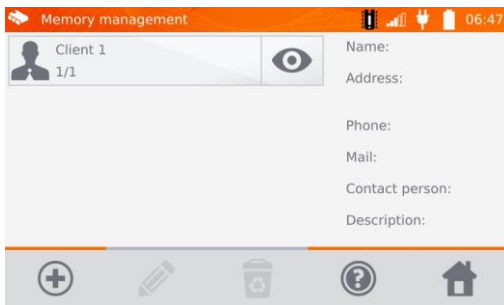 Memory management
06:47
Client 1
1/1
Name:
Address:
Phone:
Mail:
Contact person:
Description: